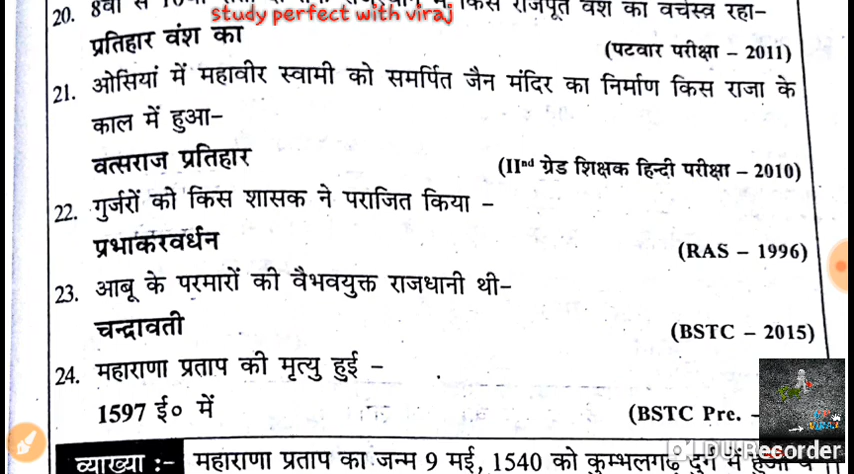 study perfect with viraj
20. 8वीं से 10वीं किस राजपूत वंश का वर्चस्व रहा–
प्रतिहार वंश का (पटवार परीक्षा – 2011)
21. ओसियां में महावीर स्वामी को समर्पित जैन मंदिर का निर्माण किस राजा के
काल में हुआ–
वत्सराज प्रतिहार (IInd ग्रेड शिक्षक हिन्दी परीक्षा – 2010)
22. गुर्जरों को किस शासक ने पराजित किया –
प्रभाकरवर्धन (RAS – 1996)
23. आबू के परमारों की वैभवयुक्त राजधानी थी–
चन्द्रावती (BSTC – 2015)
24. महाराणा प्रताप की मृत्यु हुई –
1597 ई० में (BSTC Pre. –
व्याख्या :– महाराणा प्रताप का जन्म 9 मई, 1540 को कुम्भलगढ़ दुर्ग में हुआ
DU Recorder